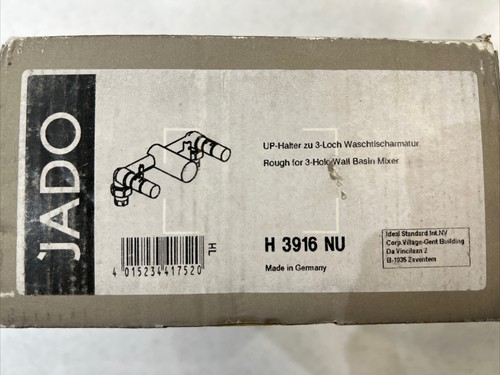 JADO
UP-Halter zu 3-Loch Waschtischarmatur
Rough for 3-Hole Wall Basin Mixer
H 3916 NU
Made in Germany
HL
4 015234 417520
Ideal Standard Int.NV
Corp.Village-Gent Building
Da Vincilaan 2
B-1935 Zaventem